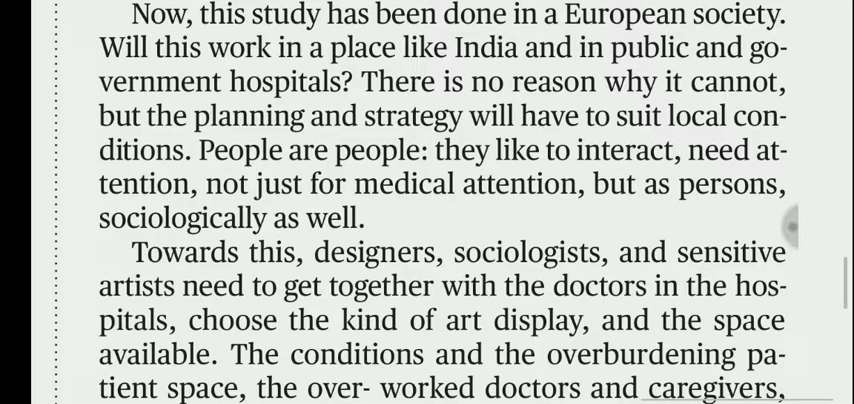 Now, this study has been done in a European society.
Will this work in a place like India and in public and go-
vernment hospitals? There is no reason why it cannot,
but the planning and strategy will have to suit local con-
ditions. People are people: they like to interact, need at-
tention, not just for medical attention, but as persons,
sociologically as well.
Towards this, designers, sociologists, and sensitive
artists need to get together with the doctors in the hos-
pitals, choose the kind of art display, and the space
available. The conditions and the overburdening pa-
tient space, the over- worked doctors and caregivers,